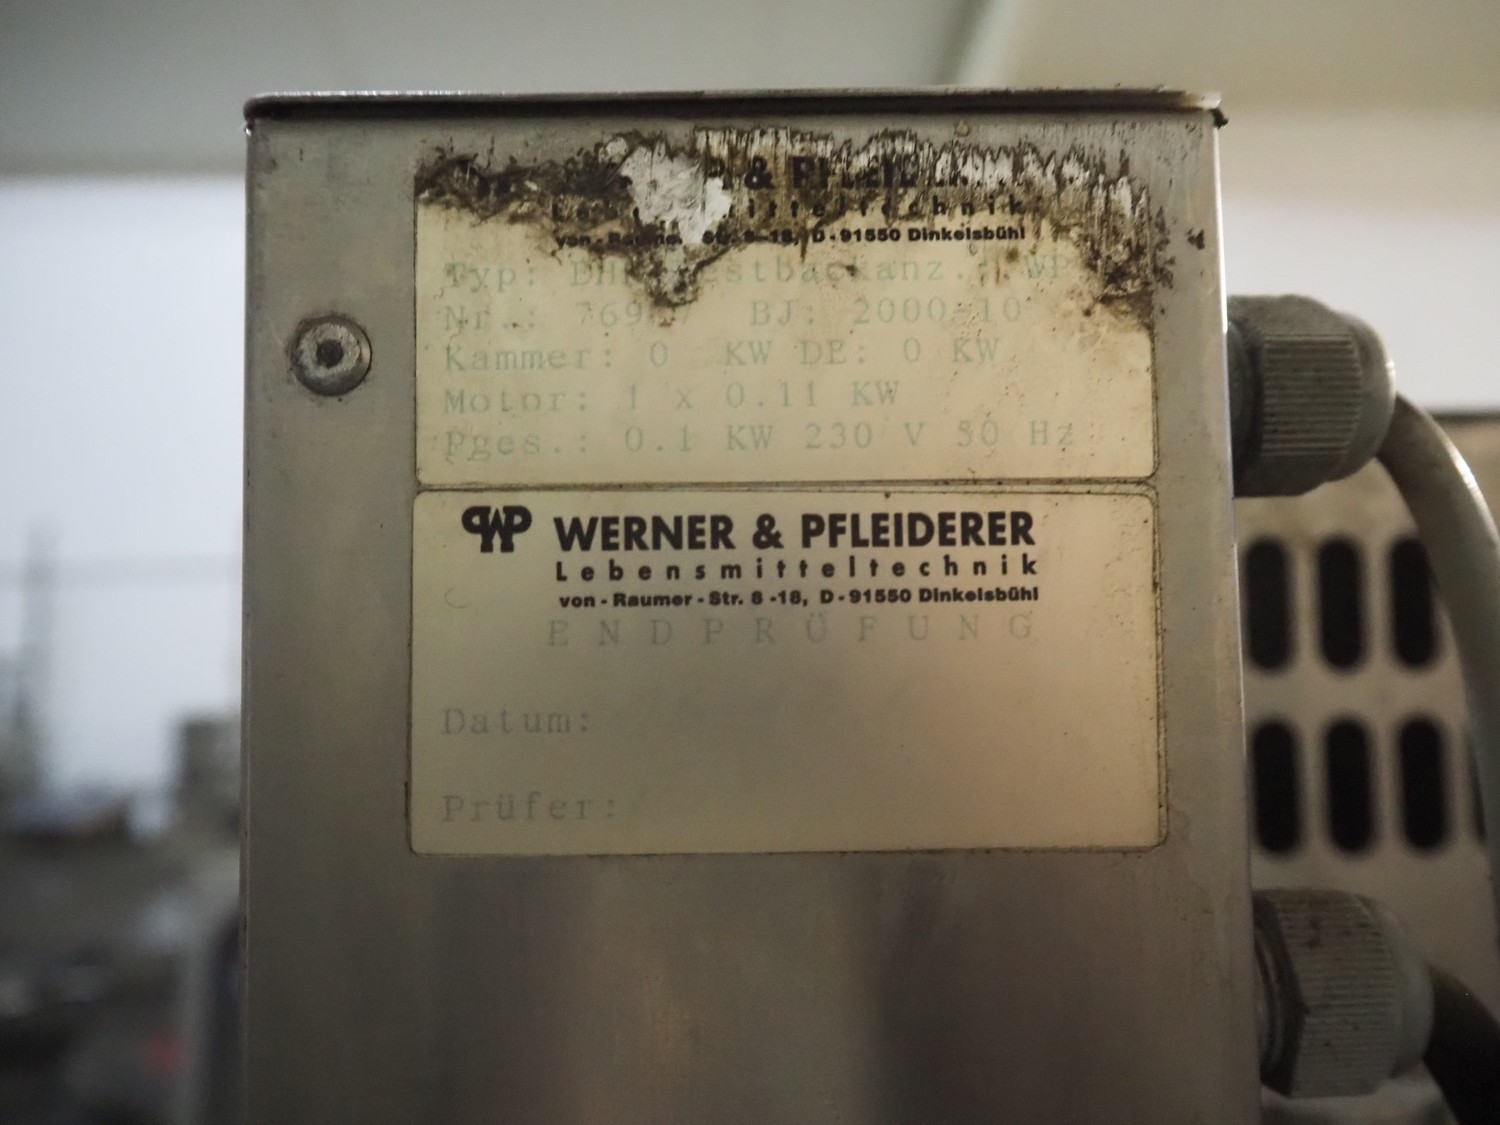 & PFLEIDER
Lebensmitteltechnik
von - Raumer Str. 8-18, D-91550 Dinkelsbühl
Typ:
Nr.: BJ: 2000-10
Kammer: 0 KW DE: 0 KW
Motor: 1 x 0.11 KW
Pges.: 0.1 KW 230 V 50 Hz
WP WERNER & PFLEIDERER
Lebensmitteltechnik
von - Raumer - Str. 8 -18, D-91550 Dinkelsbühl
ENDPRÜFUNG
Datum:
Prüfer: